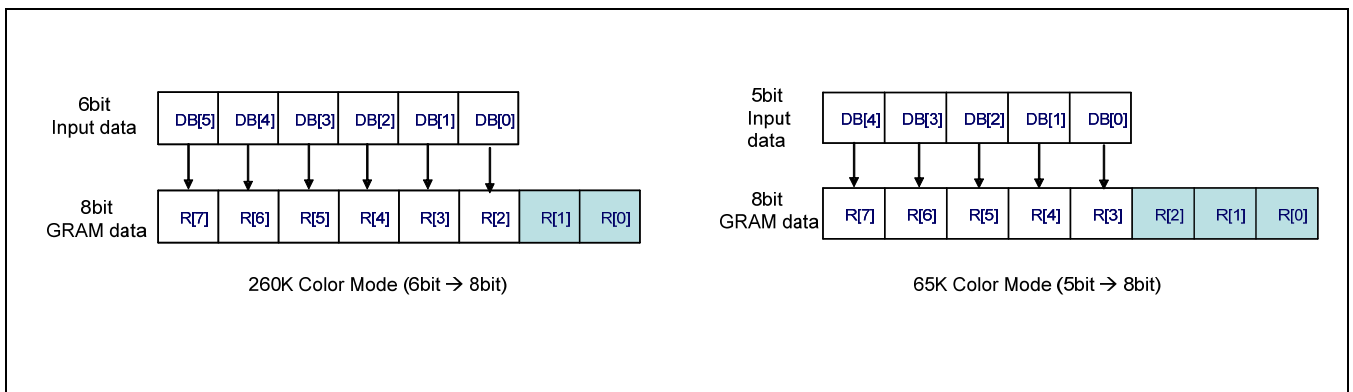 6bit
Input data
DB[5] DB[4] DB[3] DB[2] DB[1] DB[0]
8bit
GRAM data
R[7] R[6] R[5] R[4] R[3] R[2] R[1] R[0]
260K Color Mode (6bit → 8bit)
5bit
Input
data
DB[4] DB[3] DB[2] DB[1] DB[0]
8bit
GRAM data
R[7] R[6] R[5] R[4] R[3] R[2] R[1] R[0]
65K Color Mode (5bit → 8bit)